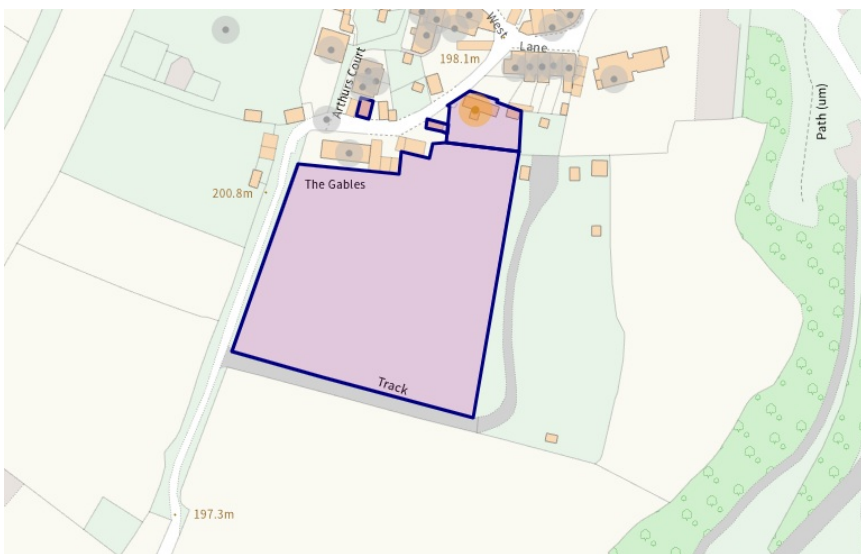 West
Lane
198.1m
Arthurs Court
Path (um)
The Gables
200.8m
Track
197.3m